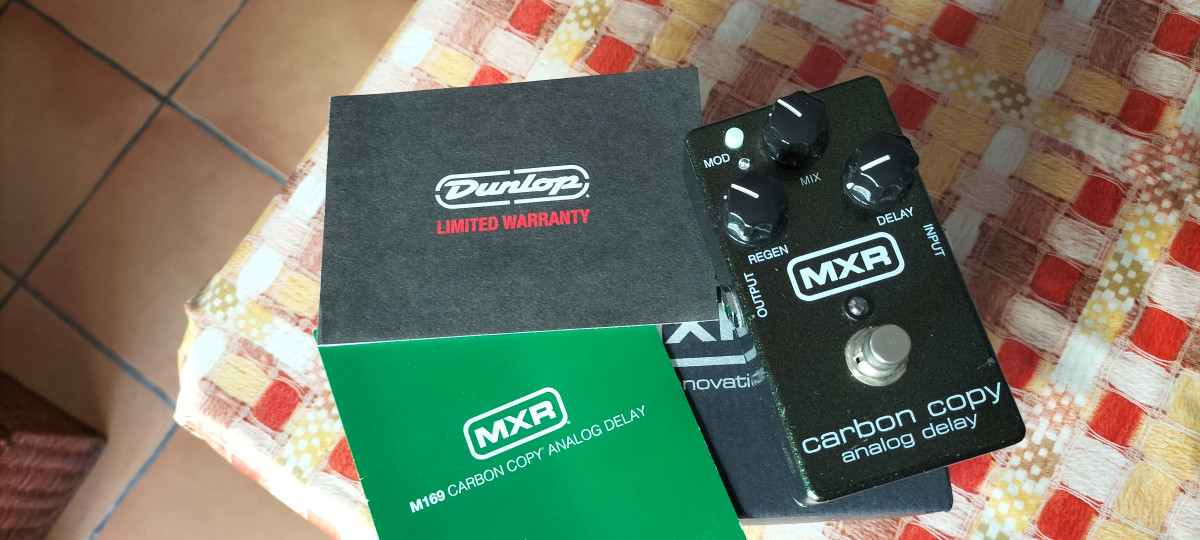 Dunlop®
LIMITED WARRANTY
MXR®
M169 CARBON COPY® ANALOG DELAY
MOD
MIX
DELAY
REGEN
INPUT
OUTPUT
MXR
carbon copy
analog delay